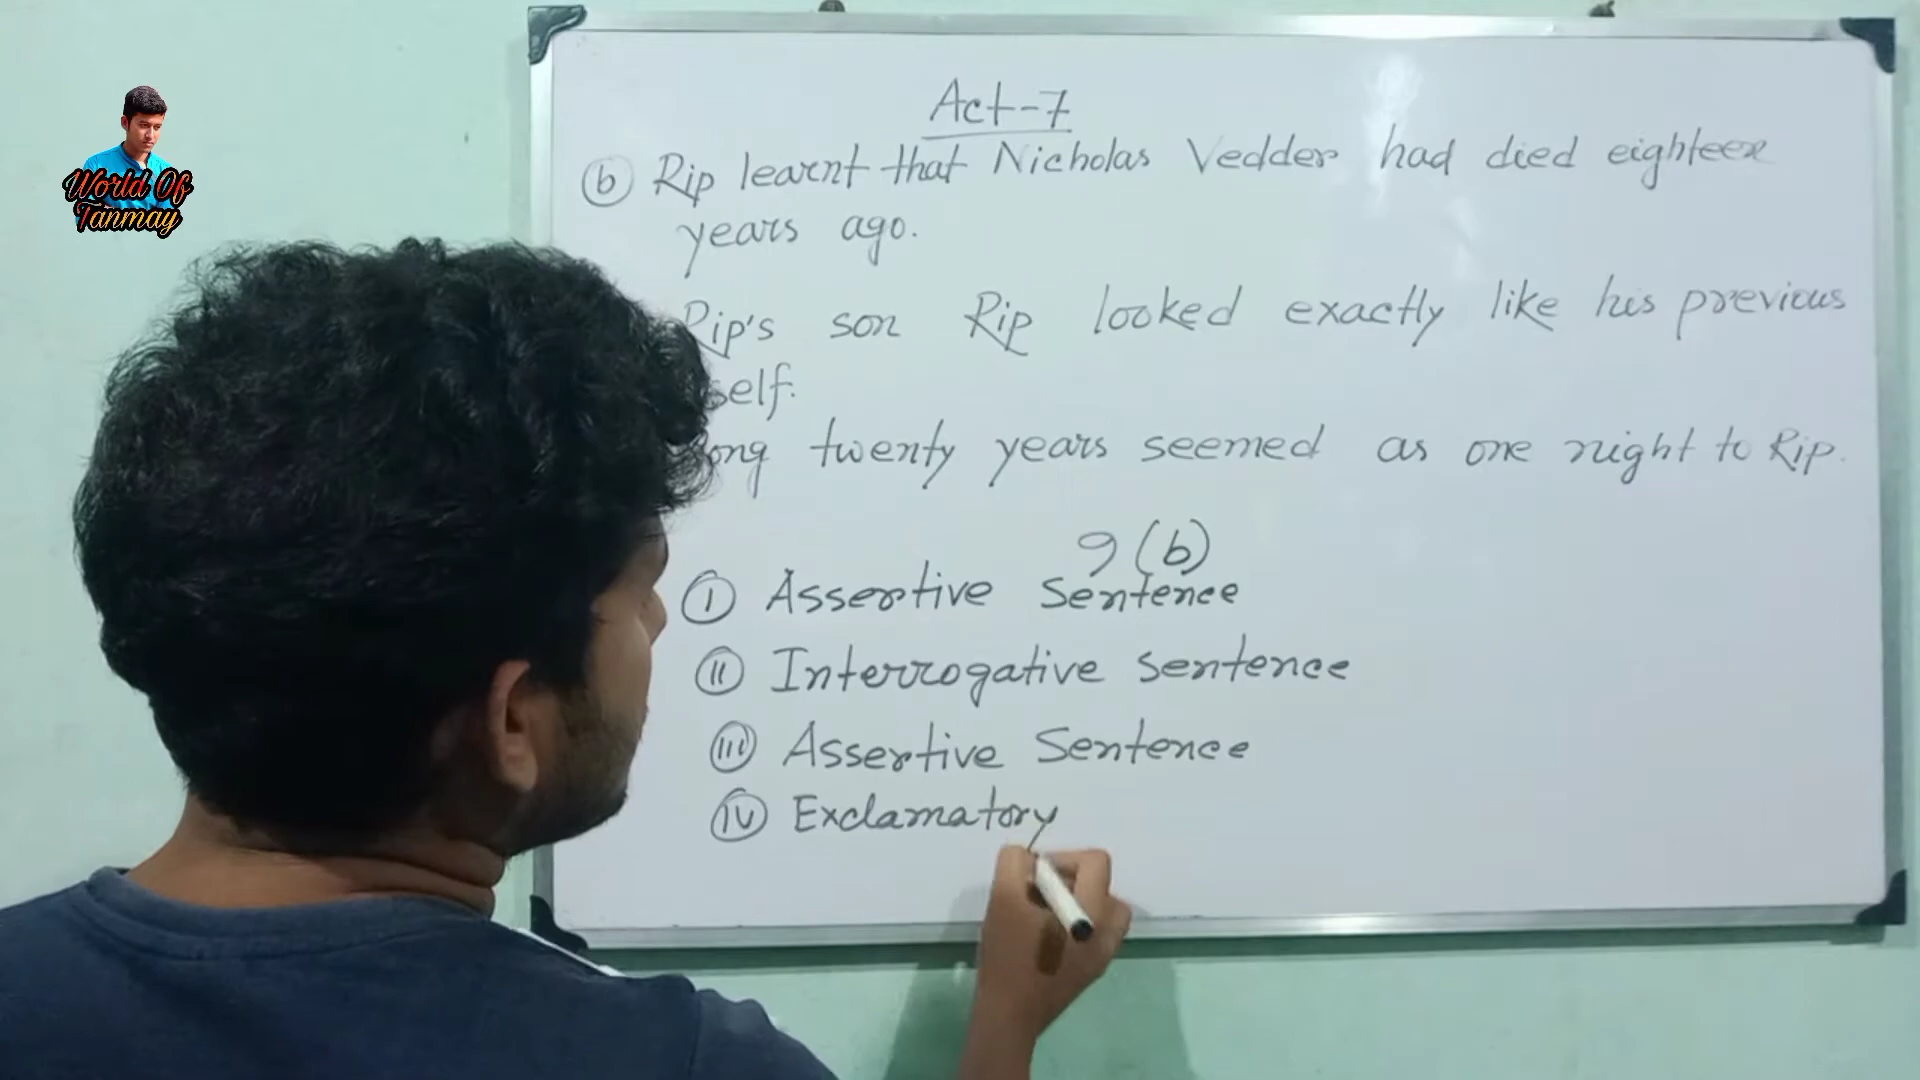 World Of
Tanmay
Act-7
(b) Rip learnt that Nicholas Vedder had died eighteen
years ago.
Rip's son Rip looked exactly like his previous
self.
twenty years seemed as one night to Rip.
9 (b)
(I) Assertive Sentence
(II) Interrogative sentence
(III) Assertive Sentence
(IV) Exclamatory